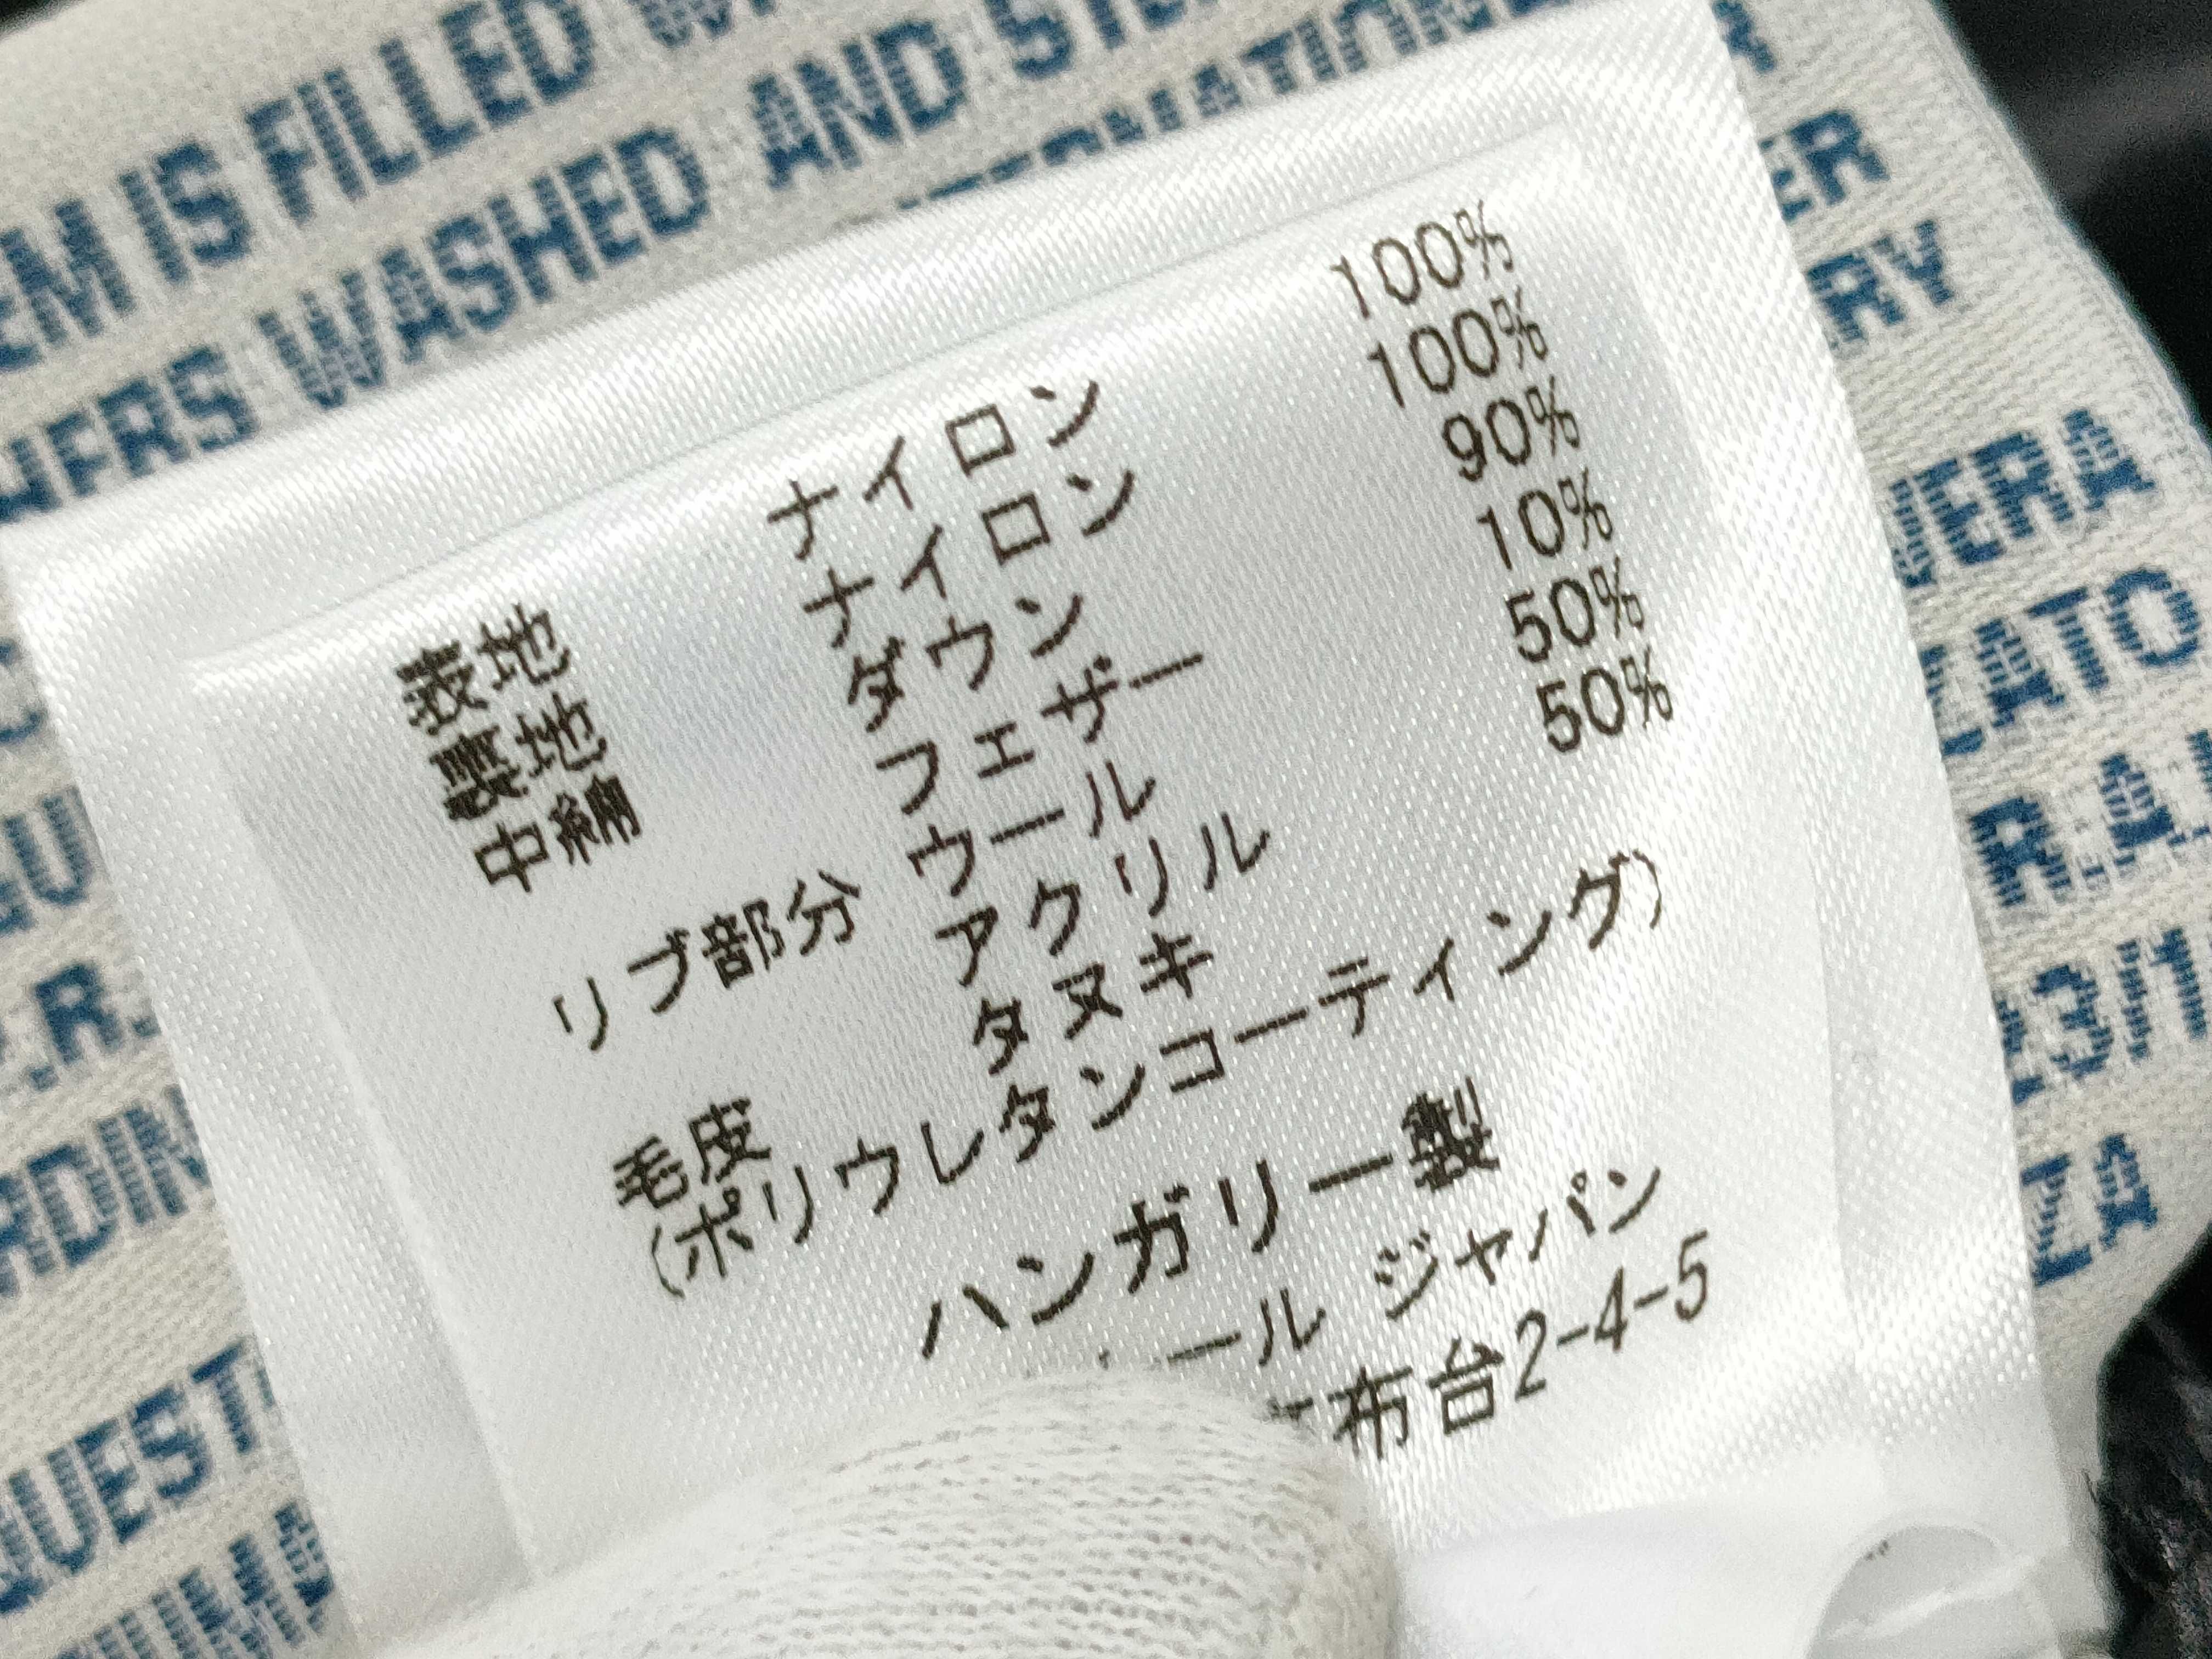 EM IS FILLED
HERS WASHED AND
ER
RY
VERA
CATO
R.A.
.R.
ZA
QUEST
表地 ナイロン 100%
裏地 ナイロン 100%
中綿 ダウン 90%
フェザー 10%
リブ部分 ウール 50%
アクリル 50%
毛皮 タヌキ
(ポリウレタンコーティング)
ハンガリー製
ール ジャパン
布台2-4-5